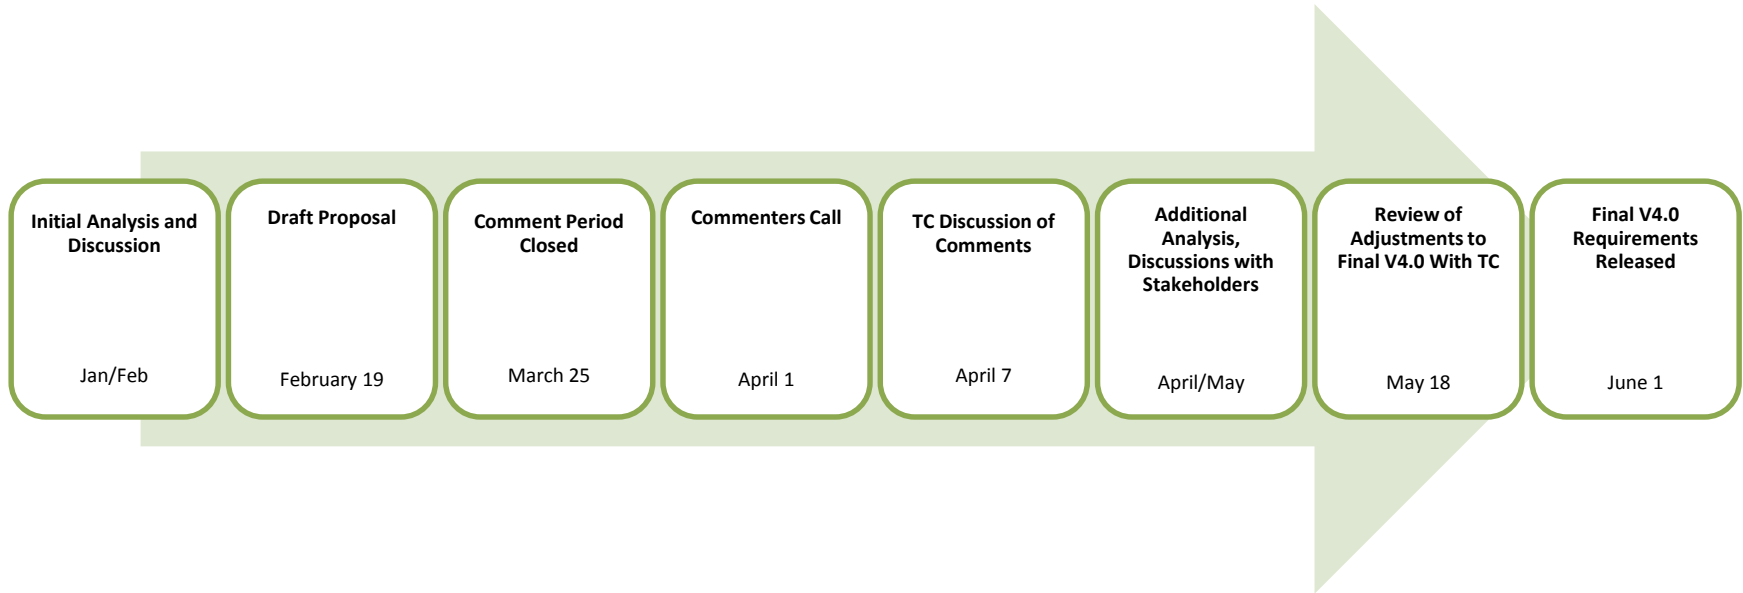 Initial Analysis and
Discussion
Jan/Feb
Draft Proposal
February 19
Comment Period
Closed
March 25
Commenters Call
April 1
TC Discussion of
Comments
April 7
Additional
Analysis,
Discussions with
Stakeholders
April/May
Review of
Adjustments to
Final V4.0 With TC
May 18
Final V4.0
Requirements
Released
June 1